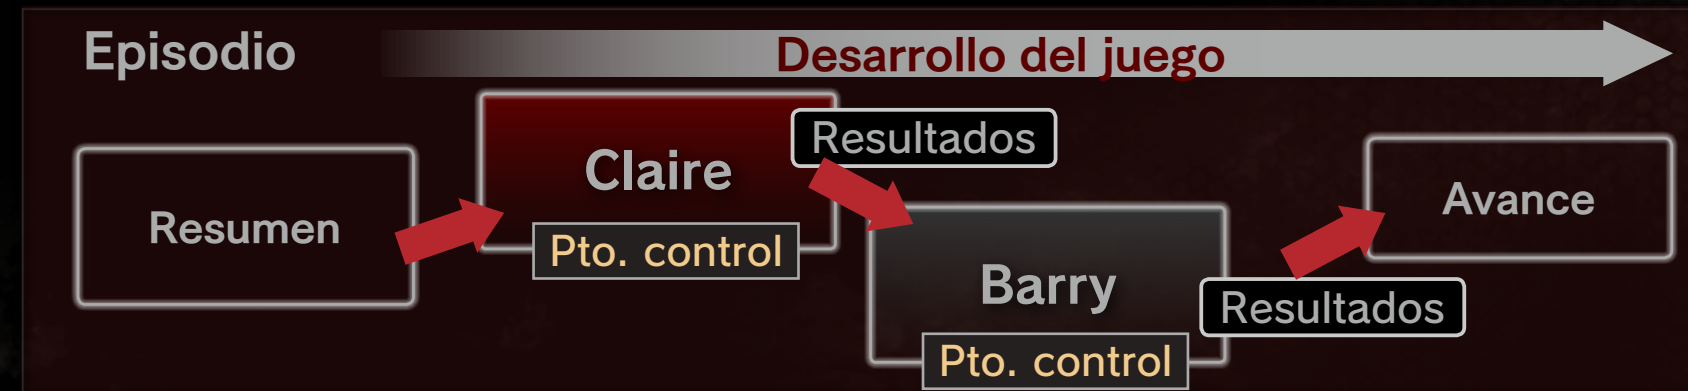 Episodio
Desarrollo del juego
Resumen
Claire
Pto. control
Resultados
Barry
Pto. control
Resultados
Avance